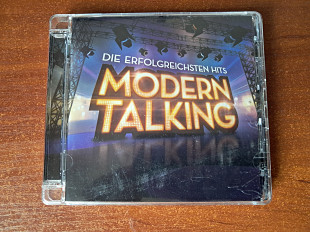 DIE ERFOLGREICHSTEN HITS
MODERN
TALKING